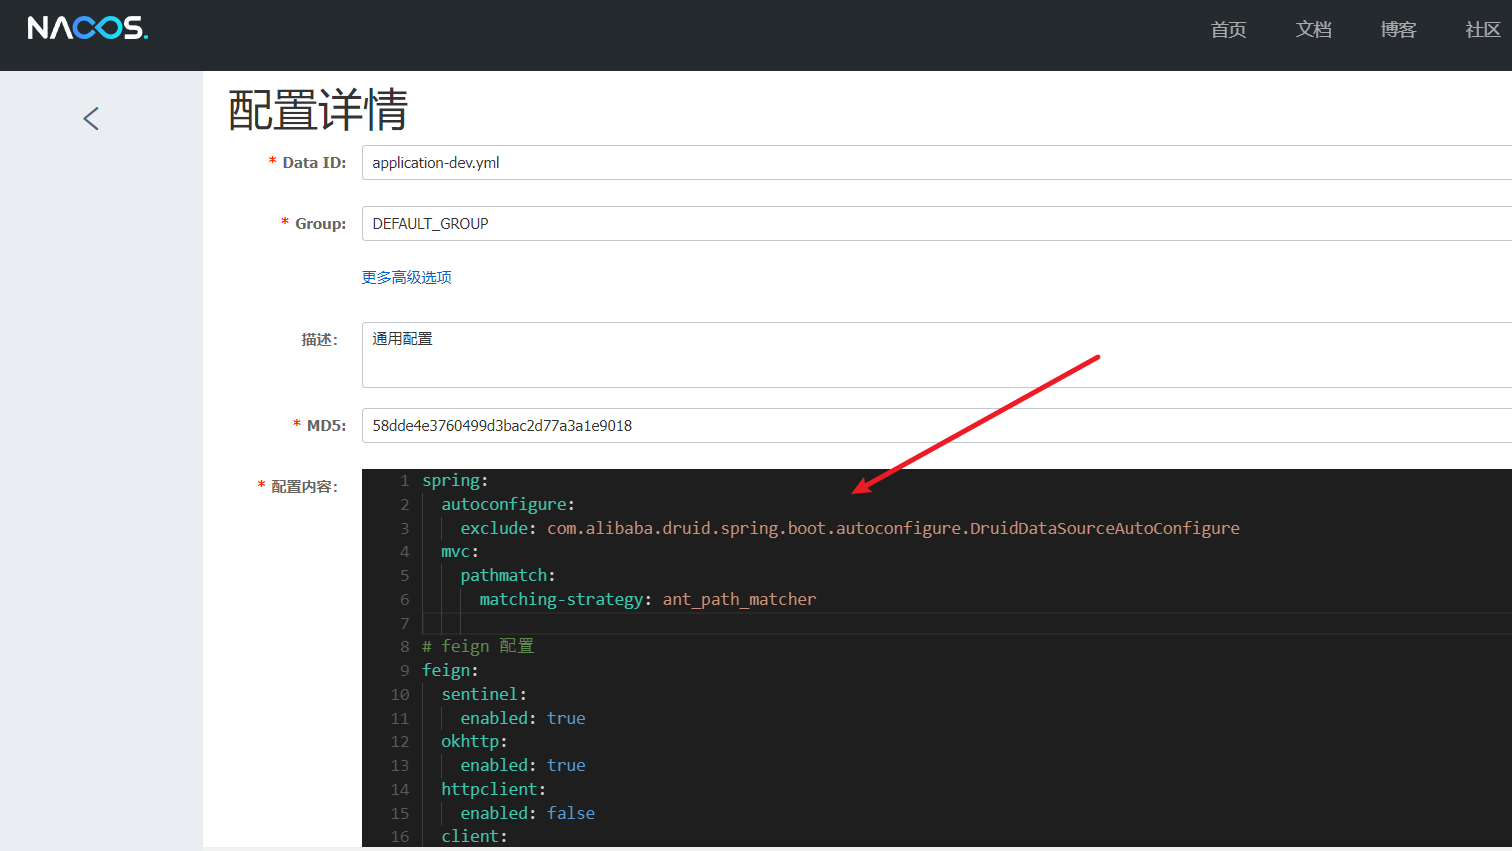 NACOS.
首页 文档 博客 社区
配置详情
* Data ID: application-dev.yml
* Group: DEFAULT_GROUP
更多高级选项
描述: 通用配置
* MD5: 58dde4e3760499d3bac2d77a3a1e9018
* 配置内容:
1 spring:
2 autoconfigure:
3 exclude: com.alibaba.druid.spring.boot.autoconfigure.DruidDataSourceAutoConfigure
4 mvc:
5 pathmatch:
6 matching-strategy: ant_path_matcher
7
8 # feign 配置
9 feign:
10 sentinel:
11 enabled: true
12 okhttp:
13 enabled: true
14 httpclient:
15 enabled: false
16 client: